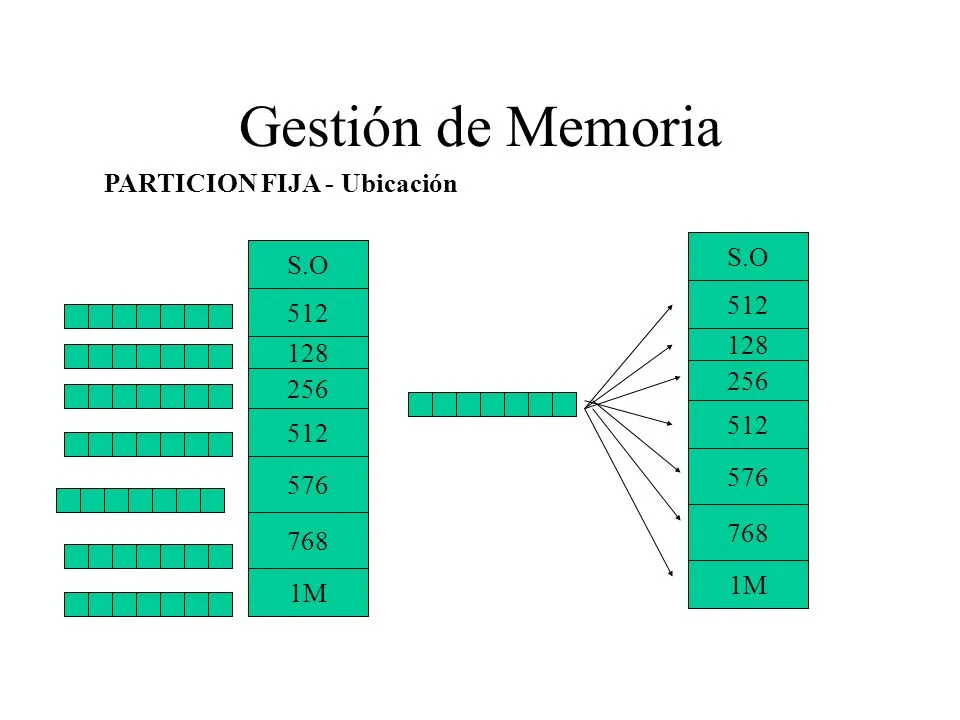 Gestión de Memoria
PARTICION FIJA - Ubicación
S.O
512
128
256
512
576
768
1M
S.O
512
128
256
512
576
768
1M